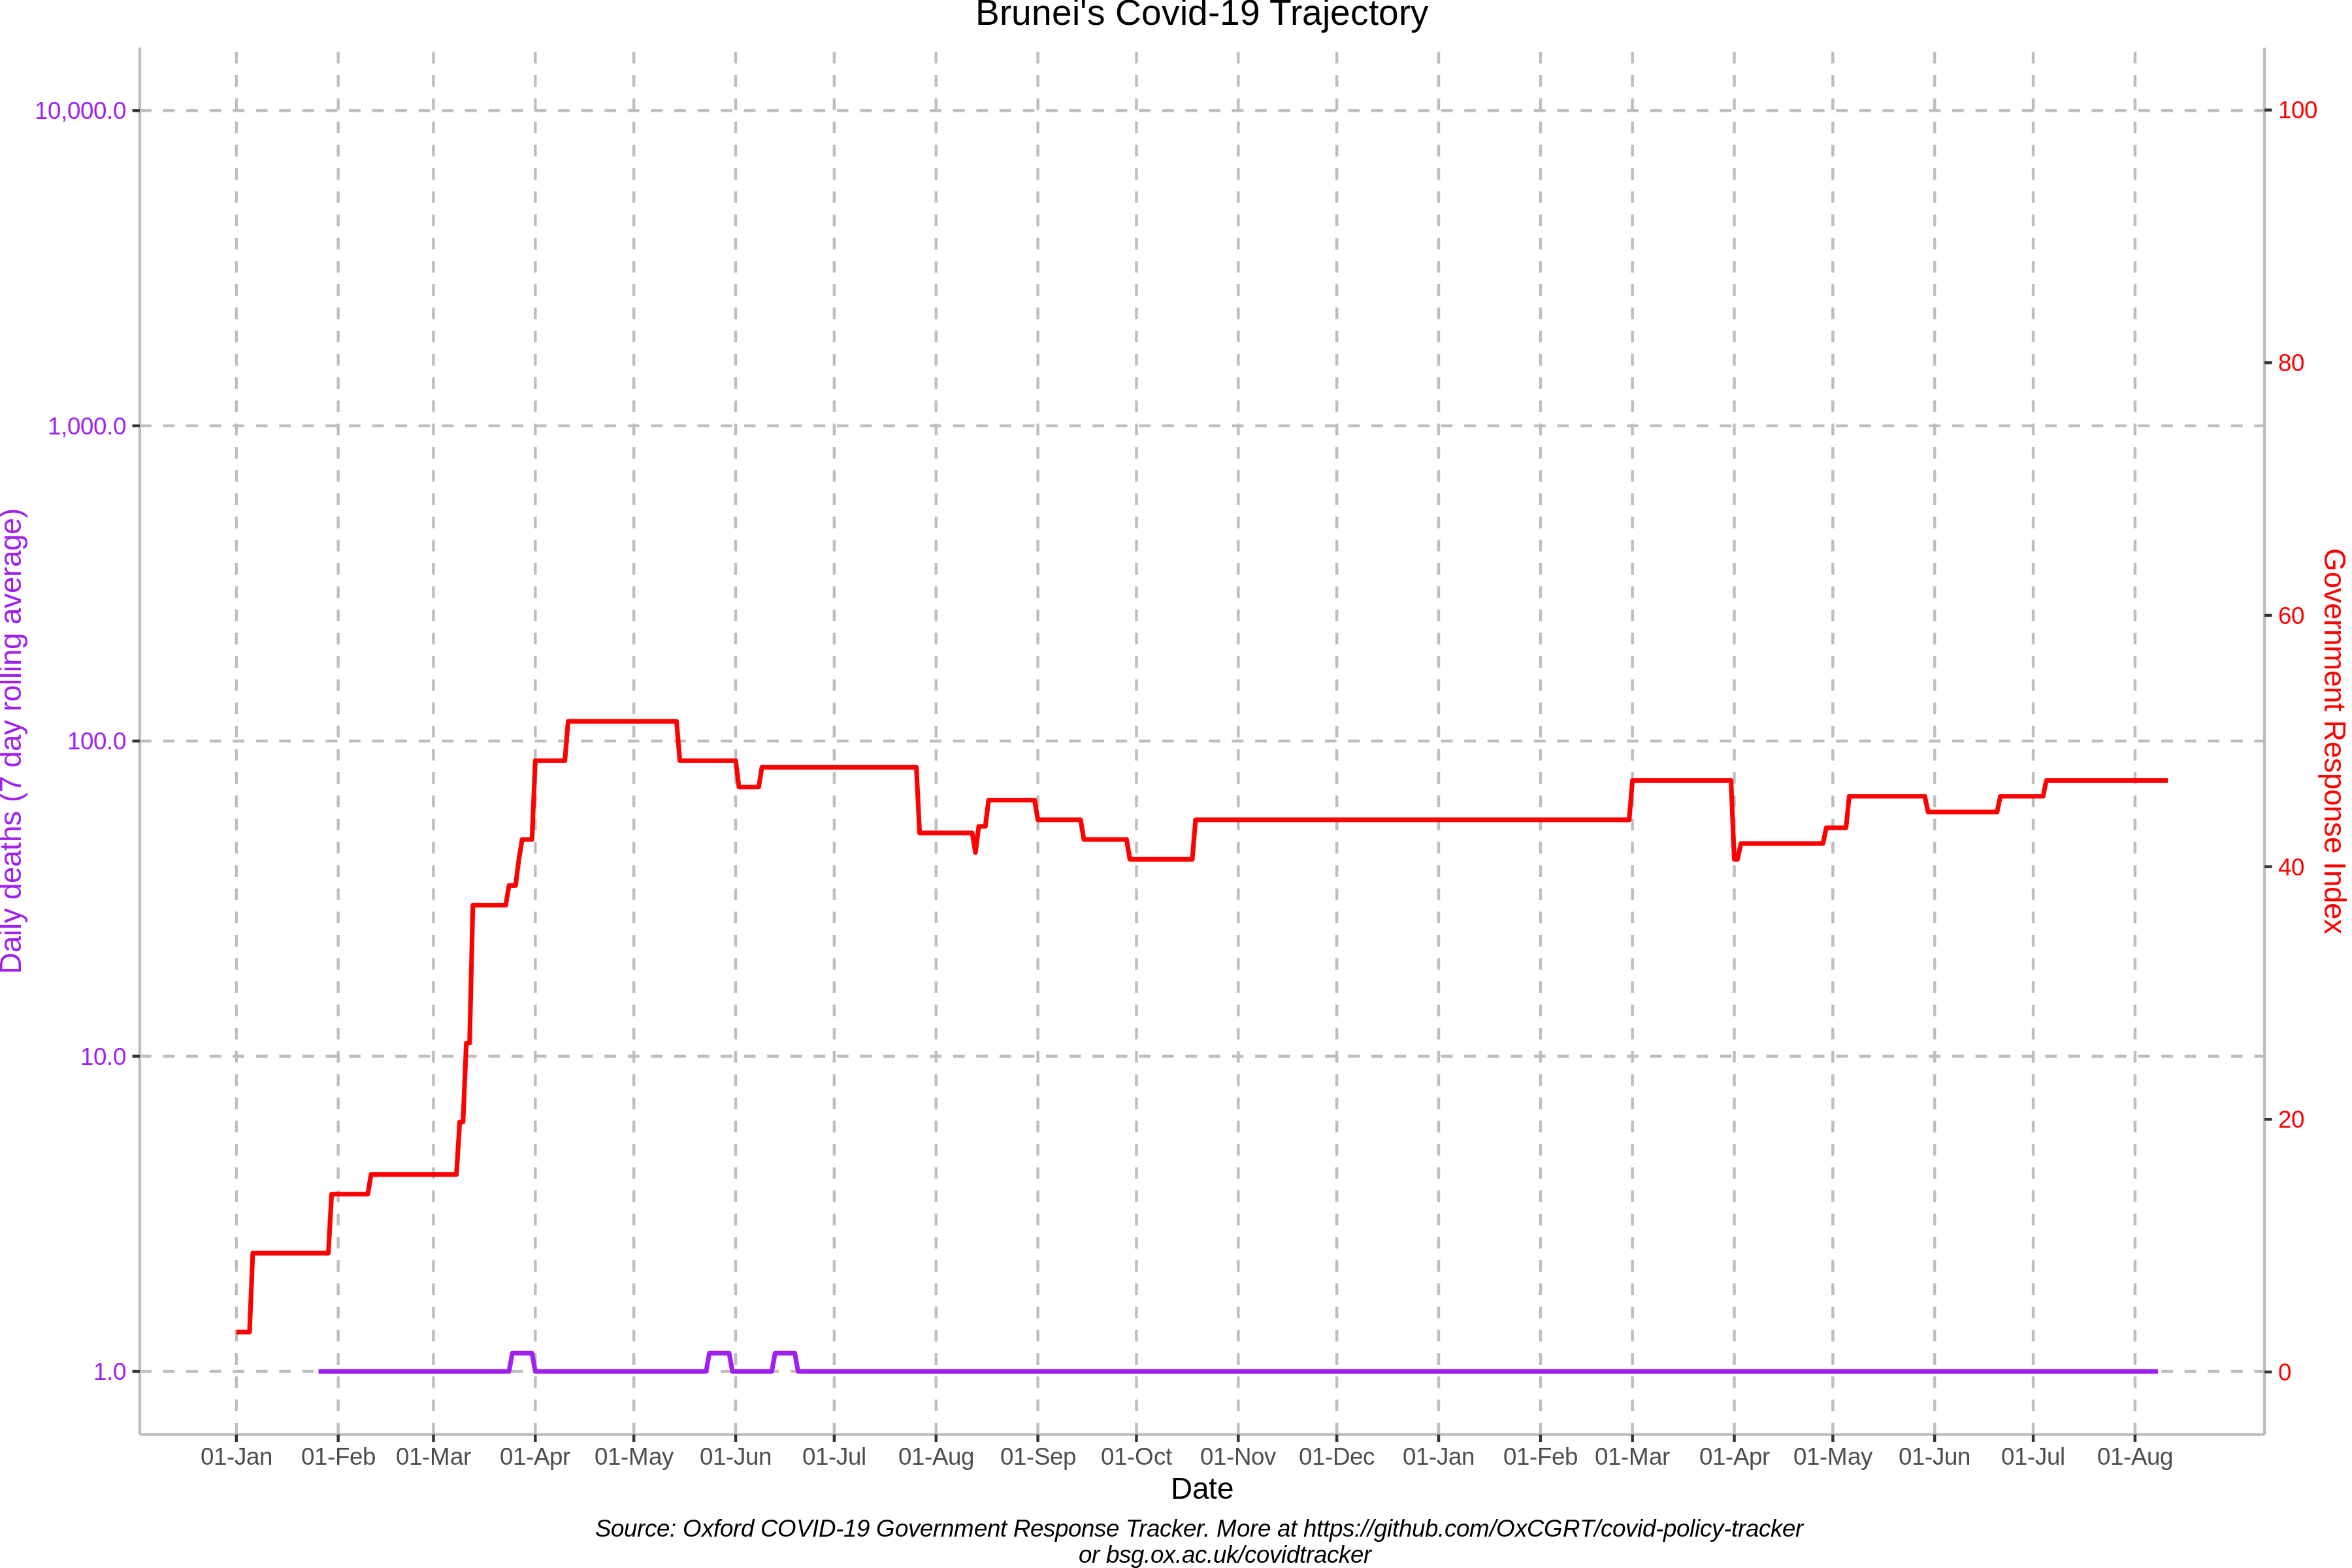 Brunei's Covid-19 Trajectory
10,000.0
1,000.0
100.0
10.0
1.0
Daily deaths (7 day rolling average)
100
80
60
40
20
0
Government Response Index
01-Jan 01-Feb 01-Mar 01-Apr 01-May 01-Jun 01-Jul 01-Aug 01-Sep 01-Oct 01-Nov 01-Dec 01-Jan 01-Feb 01-Mar 01-Apr 01-May 01-Jun 01-Jul 01-Aug
Date
Source: Oxford COVID-19 Government Response Tracker. More at https://github.com/OxCGRT/covid-policy-tracker
or bsg.ox.ac.uk/covidtracker